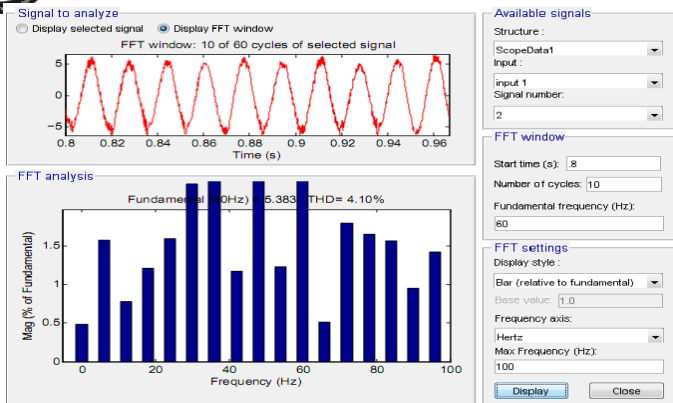 Signal to analyze
Display selected signal Display FFT window
FFT window: 10 of 60 cycles of selected signal
5
0
−5
0.8 0.82 0.84 0.86 0.88 0.9 0.92 0.94 0.96
Time (s)
FFT analysis
Fundamental (60Hz) = 5.383 , THD= 4.10%
Mag (% of Fundamental)
1.5
1
0.5
0
0 20 40 60 80 100
Frequency (Hz)
Available signals
Structure :
ScopeData1
Input :
input 1
Signal number:
2
FFT window
Start time (s): .8
Number of cycles: 10
Fundamental frequency (Hz):
60
FFT settings
Display style :
Bar (relative to fundamental)
Base value: 1.0
Frequency axis:
Hertz
Max Frequency (Hz):
100
Display Close